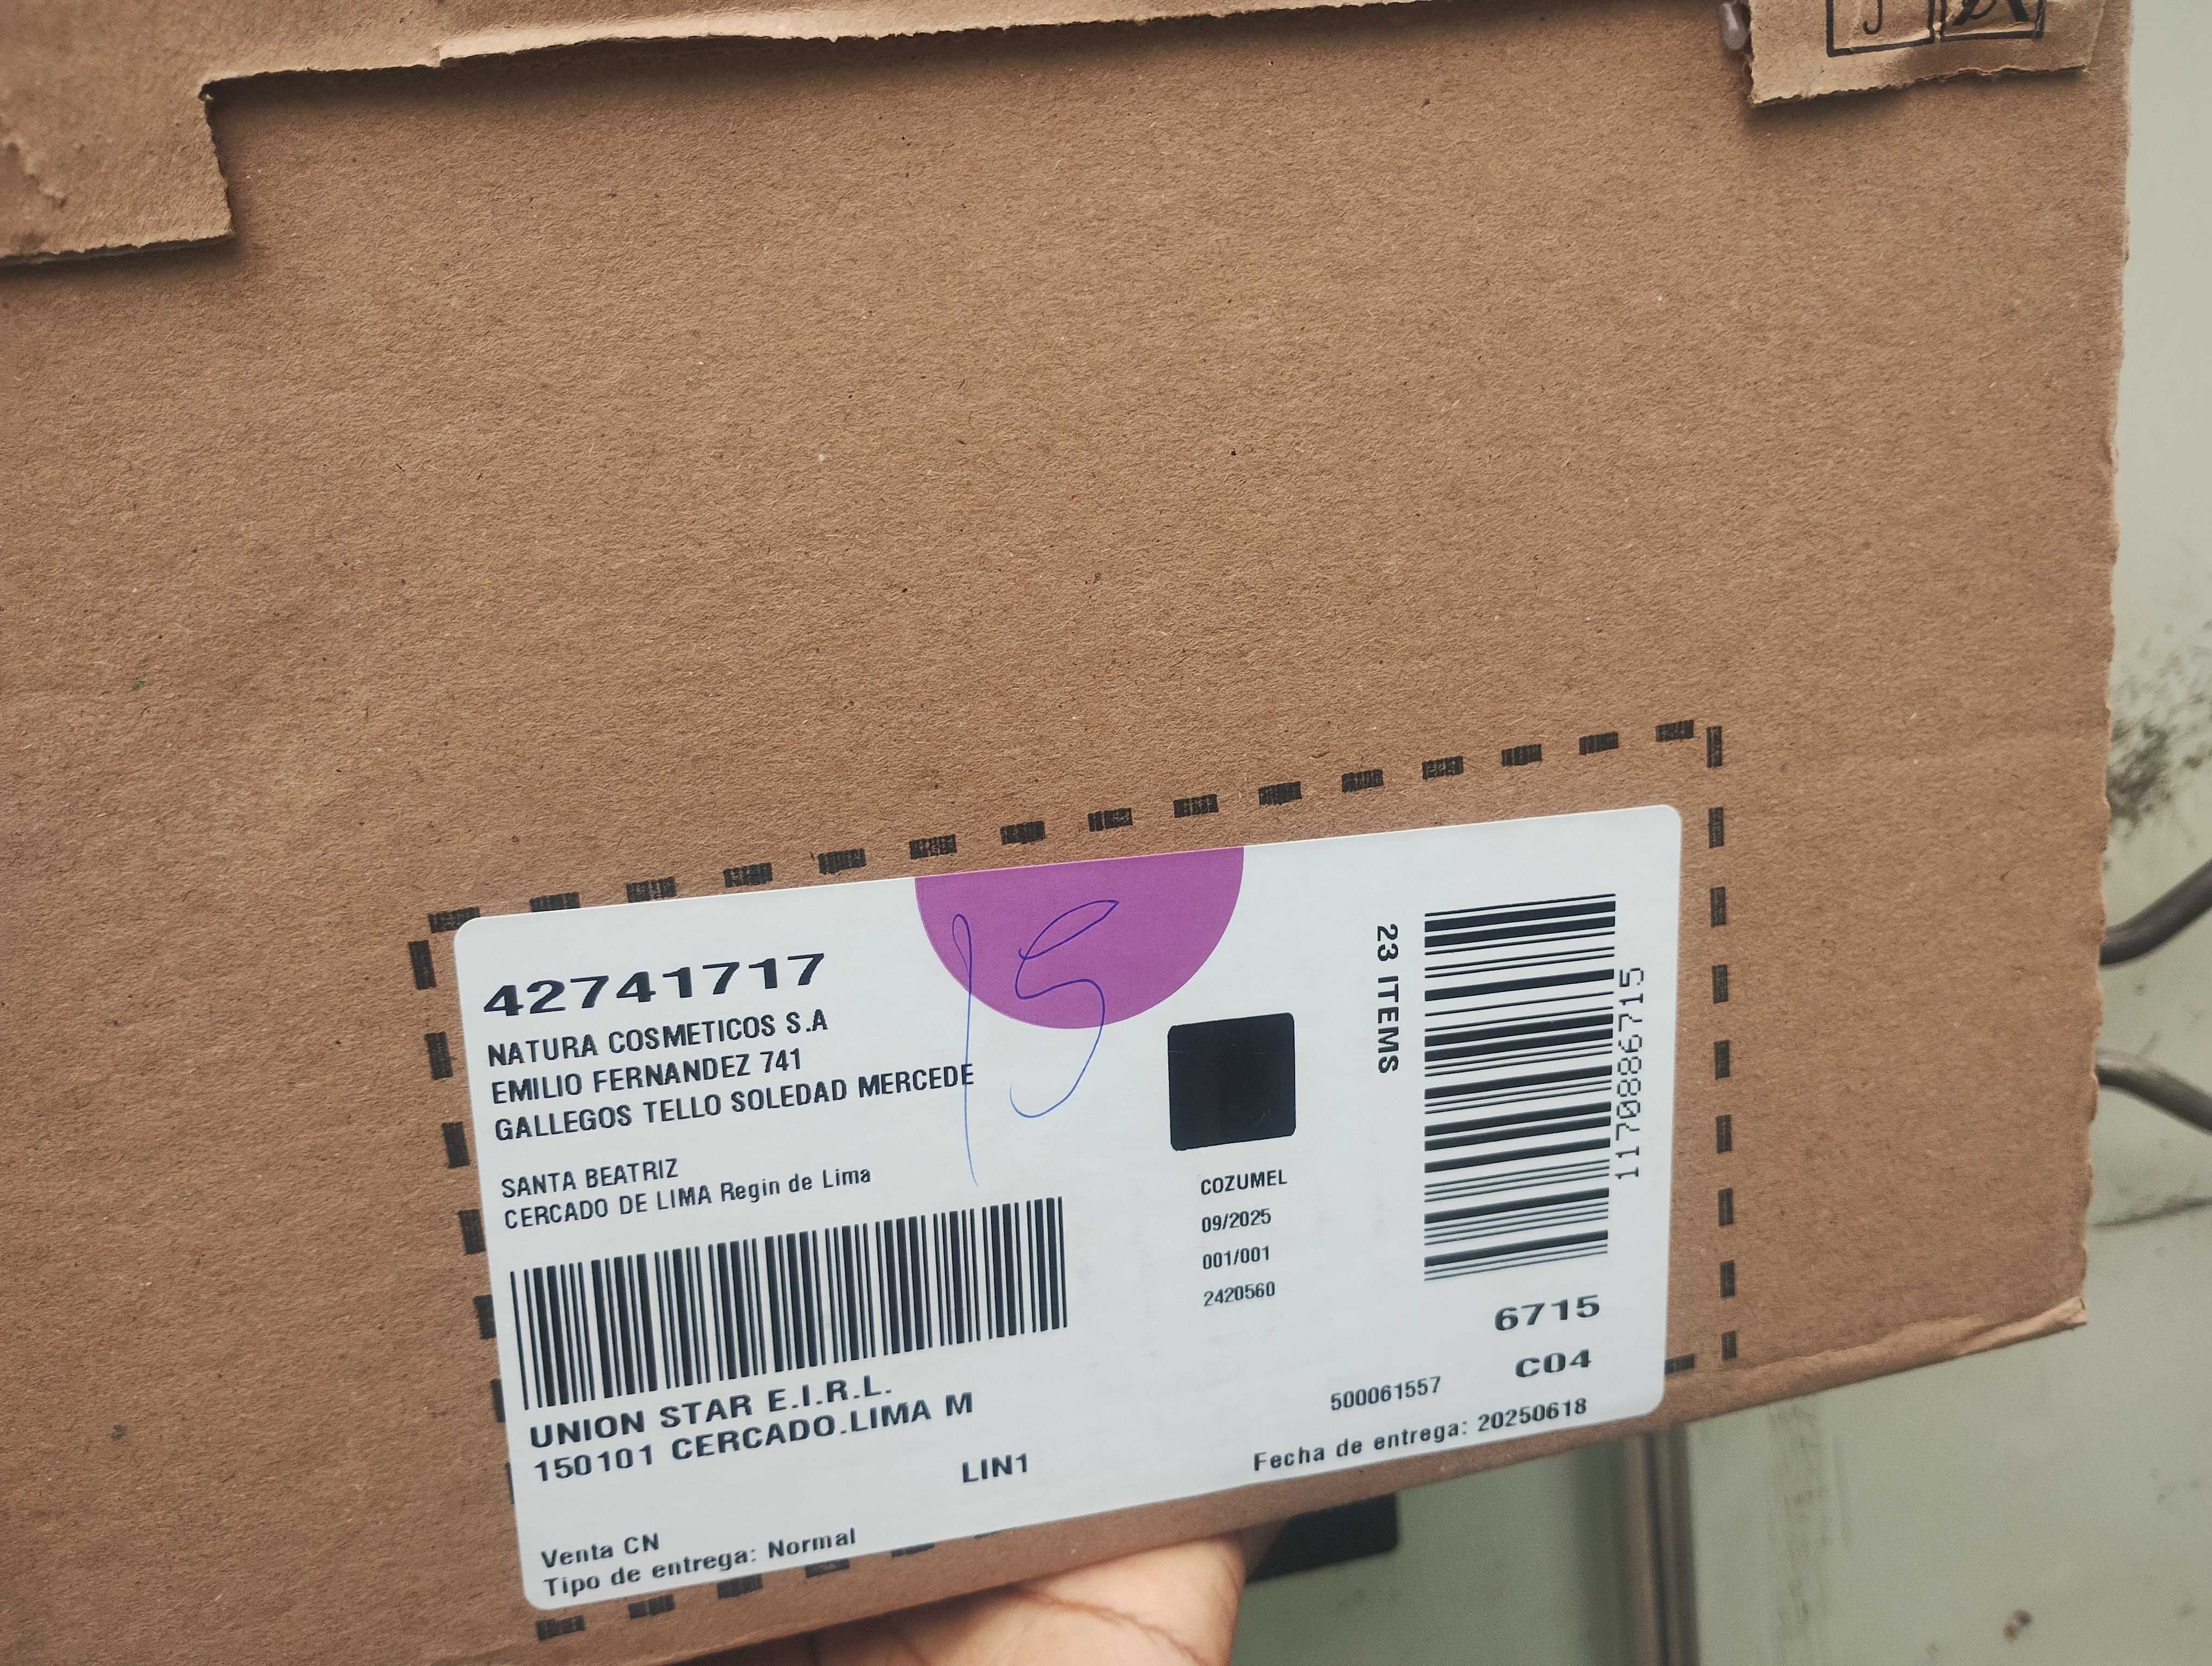 42741717
NATURA COSMETICOS S.A
EMILIO FERNANDEZ 741
GALLEGOS TELLO SOLEDAD MERCEDE
SANTA BEATRIZ
CERCADO DE LIMA Regin de Lima
UNION STAR E.I.R.L.
150101 CERCADO.LIMA M
LIN1
Venta CN
Tipo de entrega: Normal
15
COZUMEL
09/2025
001/001
2420560
23 ITEMS
1170886715
6715
C04
500061557
Fecha de entrega: 20250618